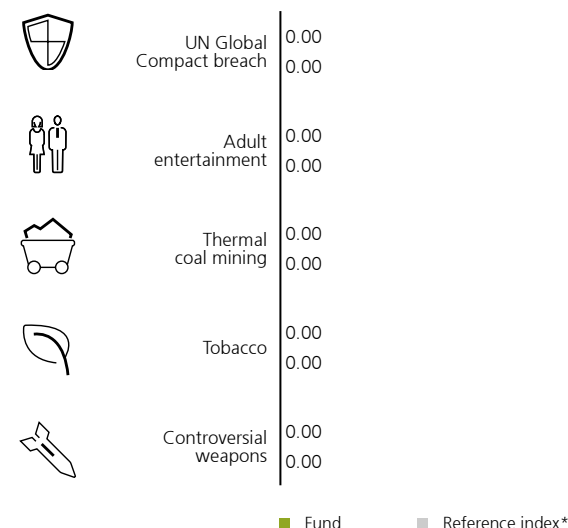 UN Global 0.00
Compact breach 0.00
Adult 0.00
entertainment 0.00
Thermal 0.00
coal mining 0.00
Tobacco 0.00
0.00
Controversial 0.00
weapons 0.00
Fund Reference index*